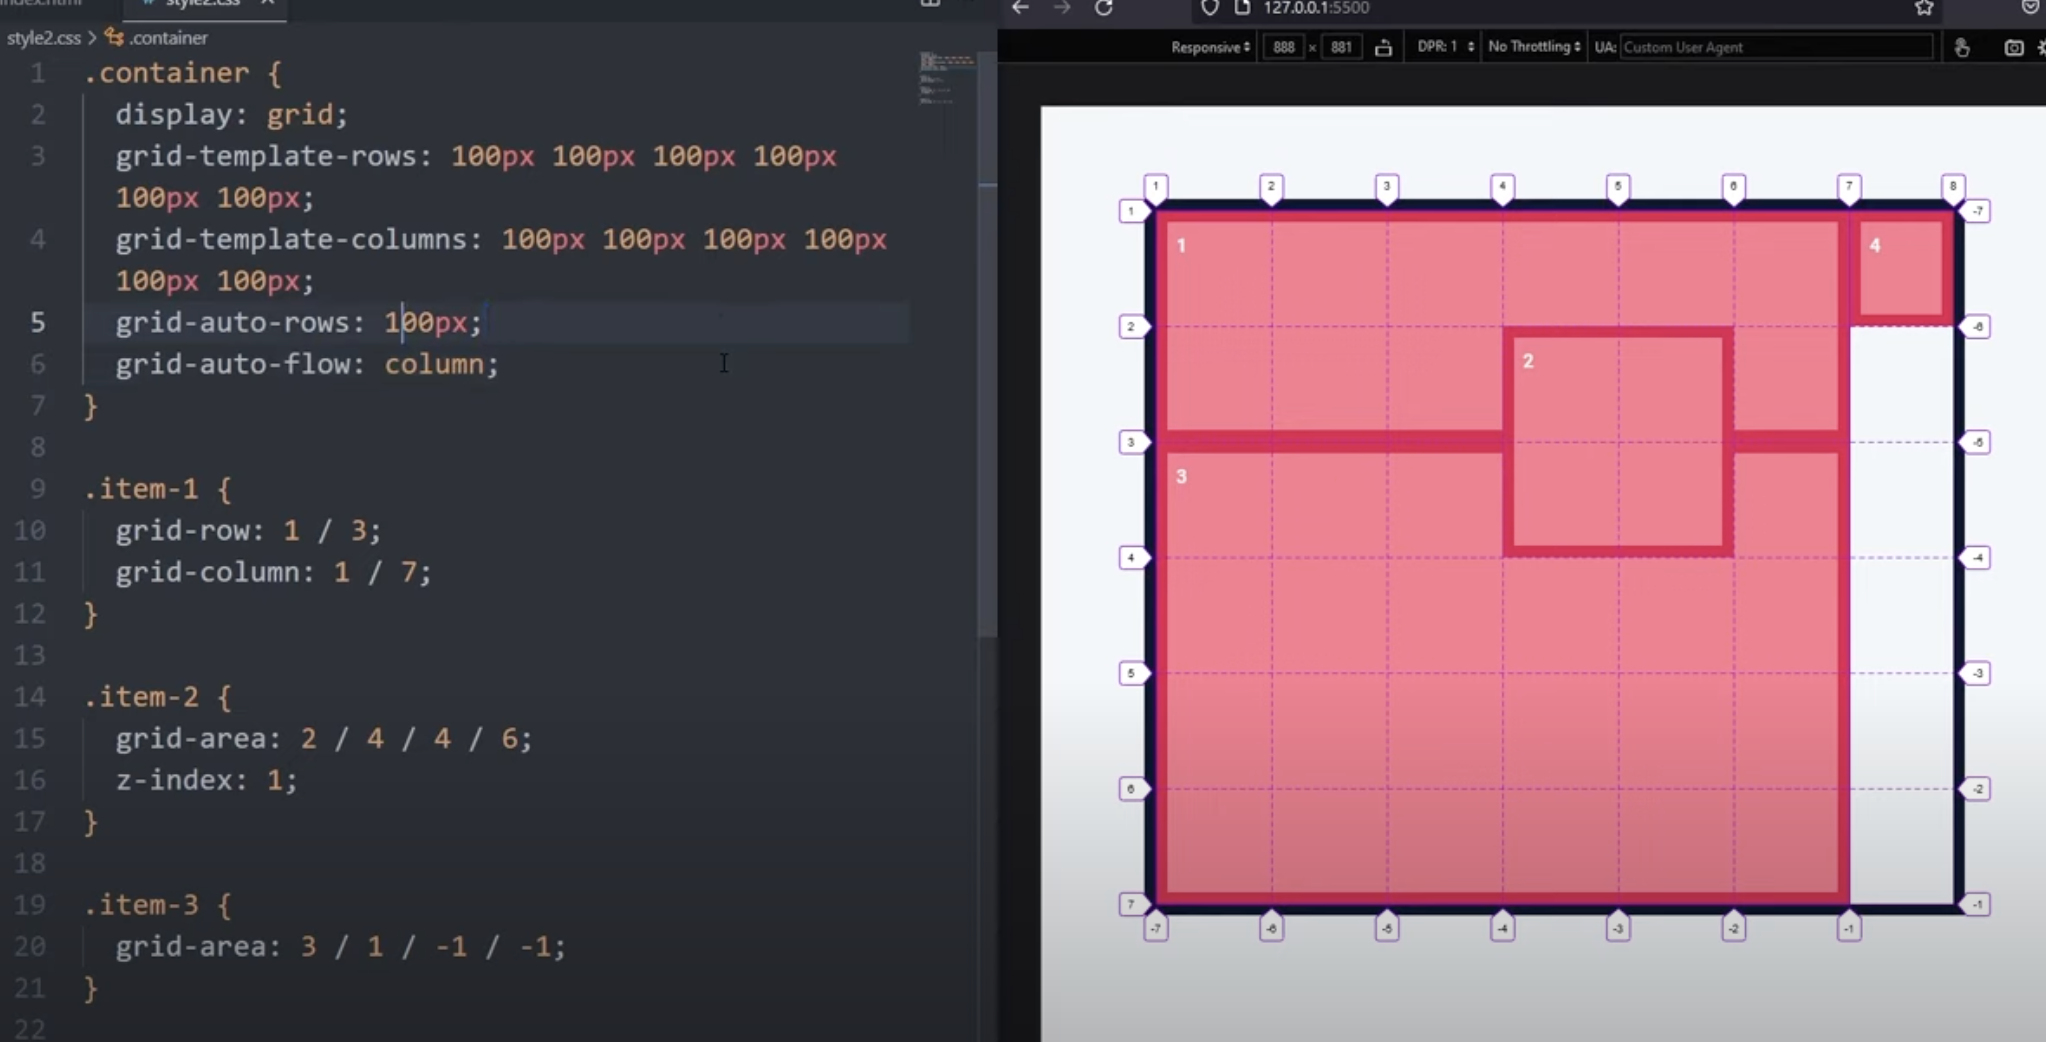 index.html
style2.css
style2.css > .container
1 .container {
2 display: grid;
3 grid-template-rows: 100px 100px 100px 100px
100px 100px;
4 grid-template-columns: 100px 100px 100px 100px
100px 100px;
5 grid-auto-rows: 100px;
6 grid-auto-flow: column;
7 }
8
9 .item-1 {
10 grid-row: 1 / 3;
11 grid-column: 1 / 7;
12 }
13
14 .item-2 {
15 grid-area: 2 / 4 / 4 / 6;
16 z-index: 1;
17 }
18
19 .item-3 {
20 grid-area: 3 / 1 / -1 / -1;
21 }
22
127.0.0.1:5500
Responsive 888 × 881 DPR: 1 No Throttling UA: Custom User Agent
1 2 3 4 5 6 7 8
1 -7
1 4
2 -6
2
3 -5
3
4 -4
5 -3
6 -2
7 -1
-7 -6 -5 -4 -3 -2 -1